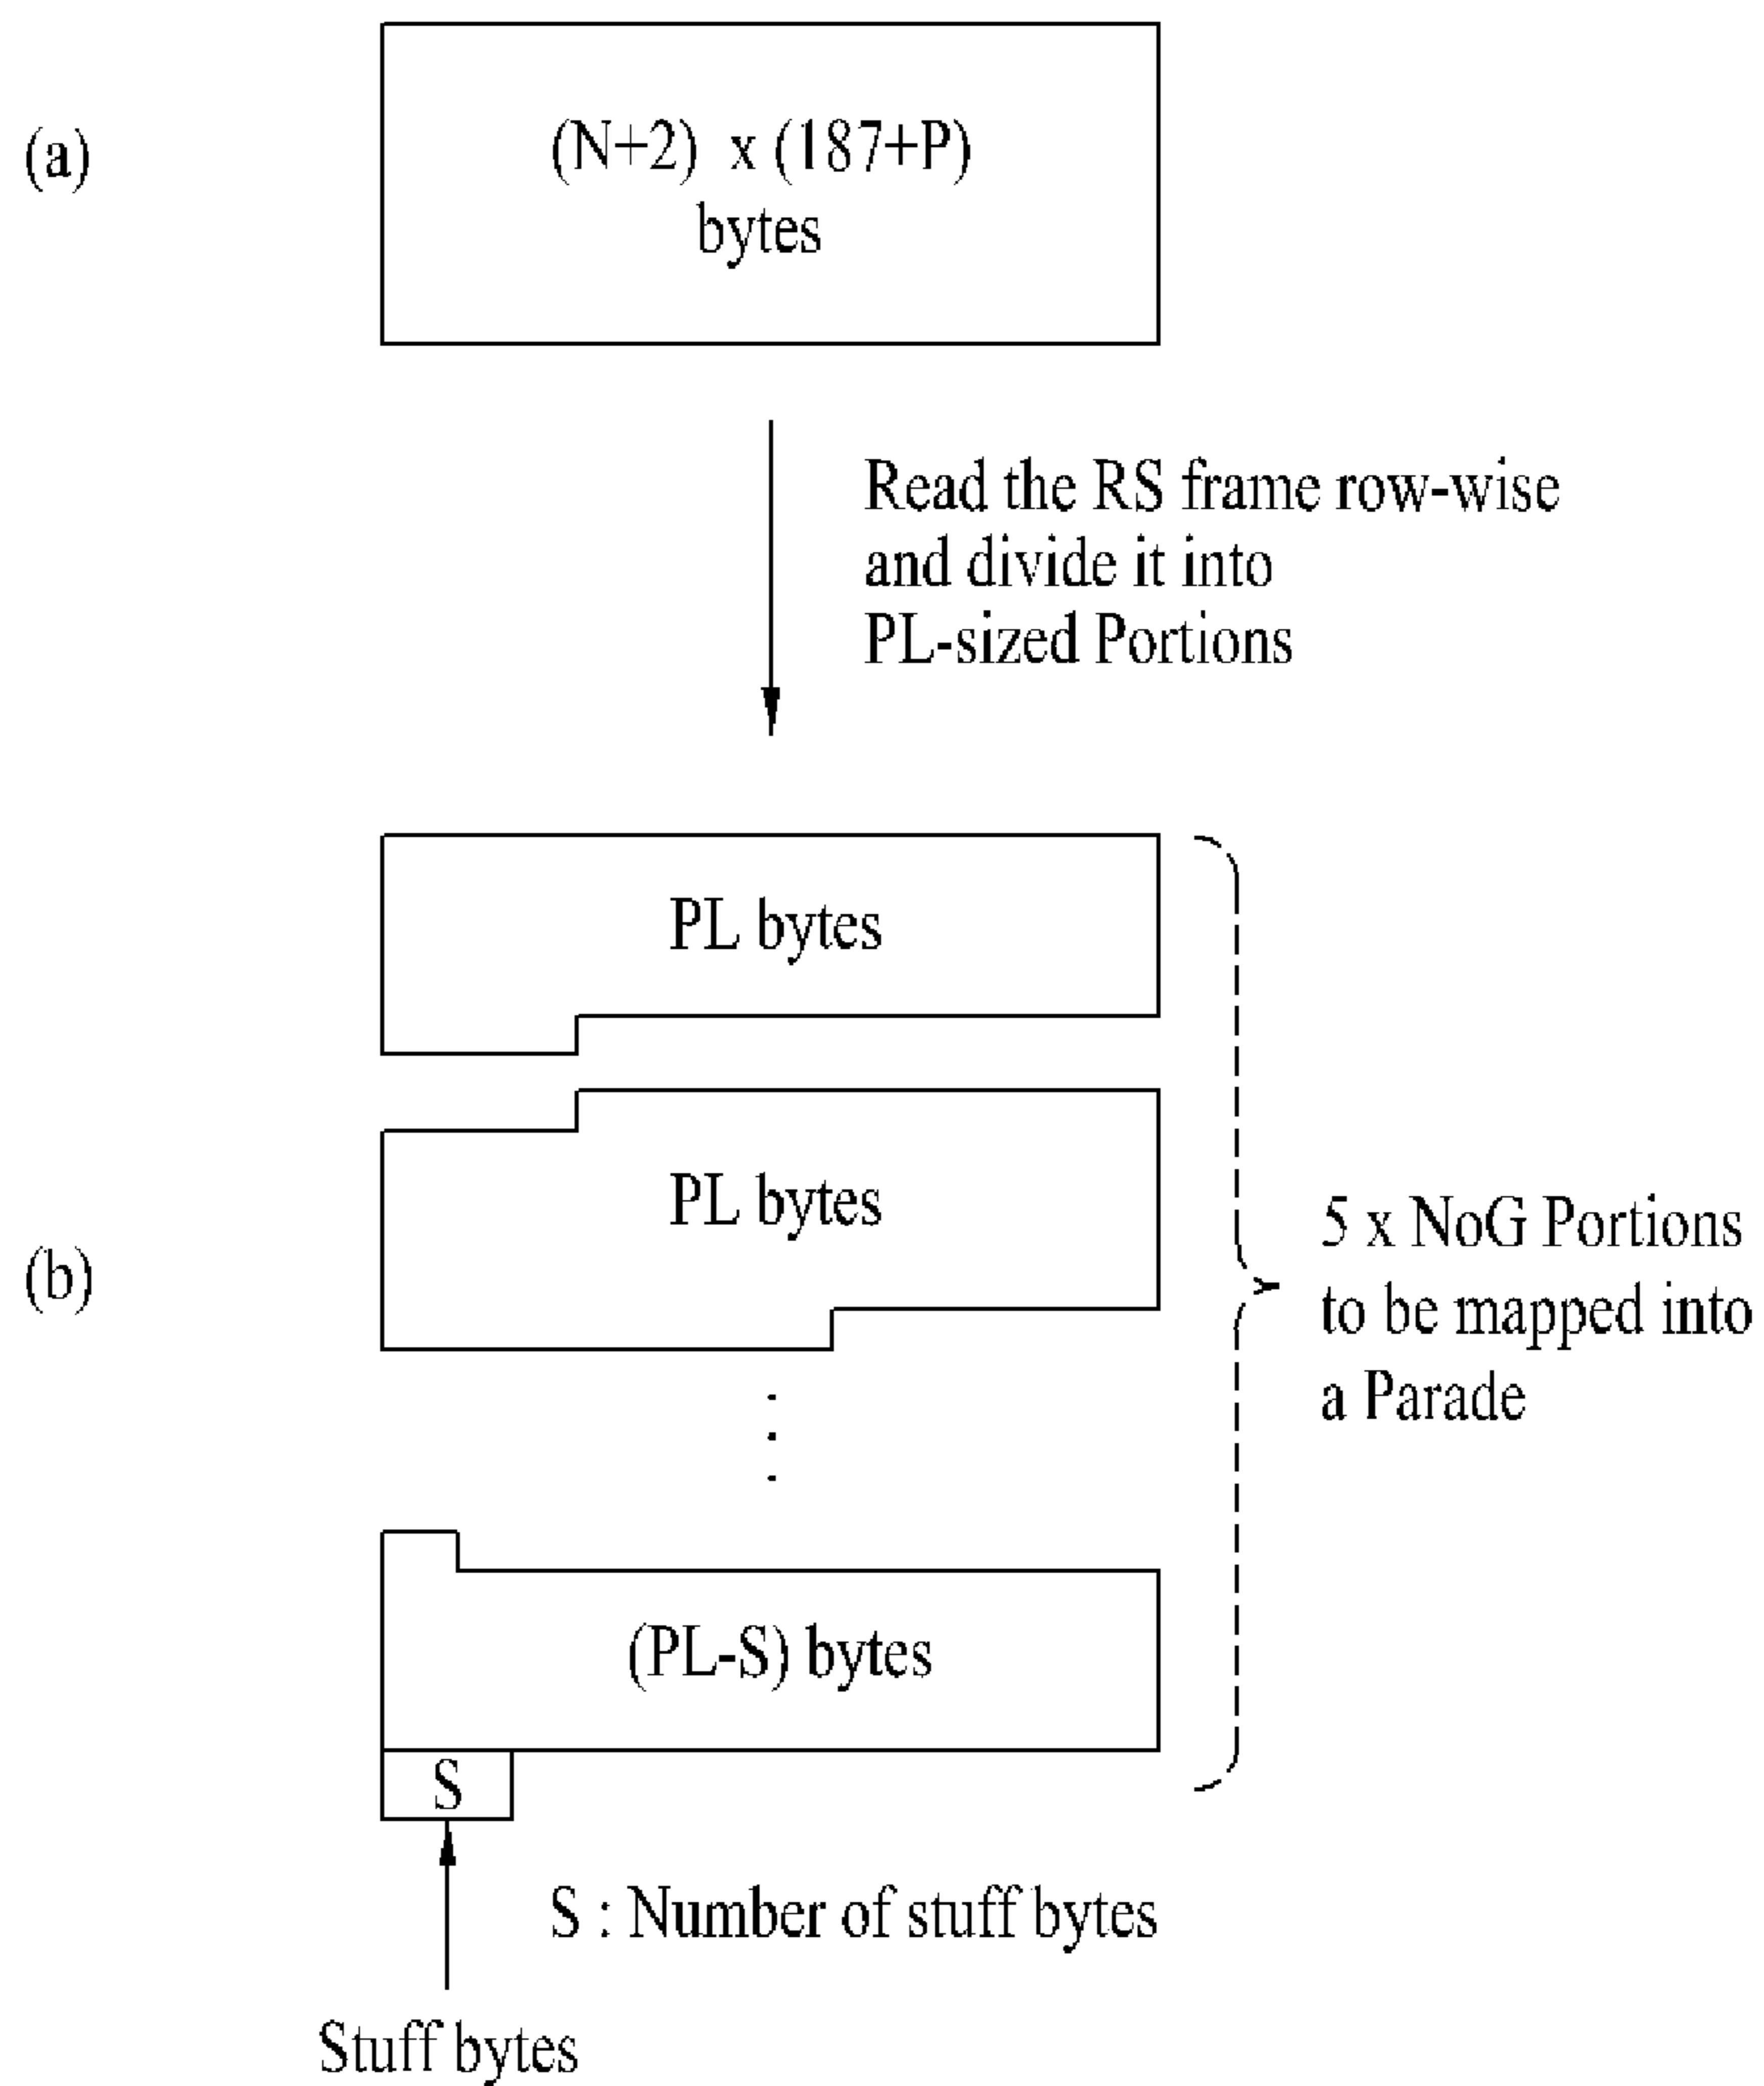 (a)
(N+2) x (187+P)
bytes
Read the RS frame row-wise
and divide it into
PL-sized Portions
PL bytes
PL bytes
(b)
5 x NoG Portions
to be mapped into
a Parade
(PL-S) bytes
S
S : Number of stuff bytes
Stuff bytes